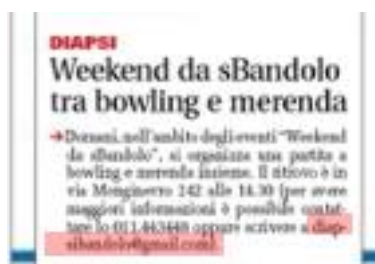 DIAPSI
Weekend da sBandolo
tra bowling e merenda
➔Domani, nell'ambito degli eventi "Weekend
da sBandolo", si organizza una partita a
bowling e merenda insieme. Il ritrovo è in
via Monginevro 242 alle 14.30 (per avere
maggiori informazioni è possibile contat-
tare lo 011.443448 oppure scrivere a diap-
sibandolo@gmail.com).